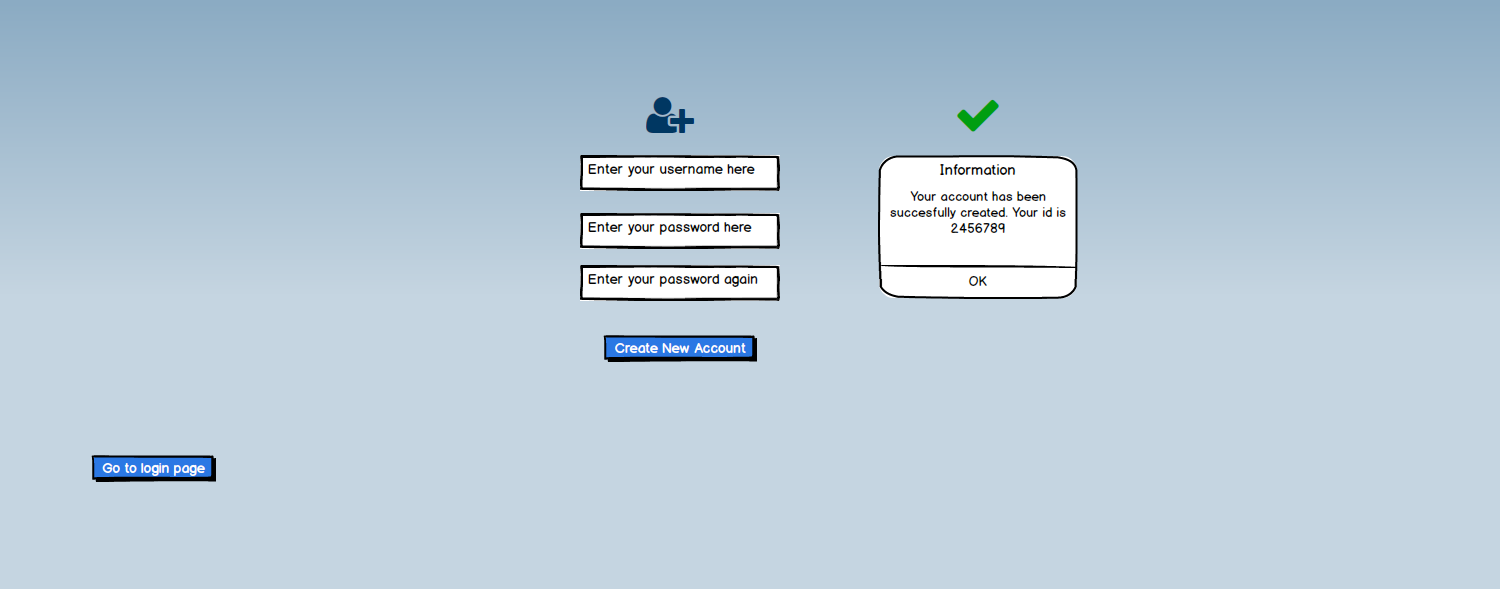 Enter your username here
Enter your password here
Enter your password again
Create New Account
Information
Your account has been
succesfully created. Your id is
2456789
OK
Go to login page